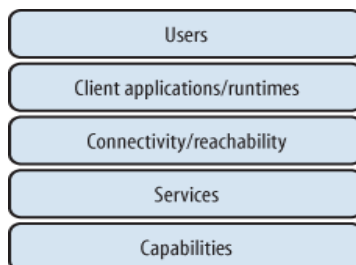 Users
Client applications/runtimes
Connectivity/reachability
Services
Capabilities